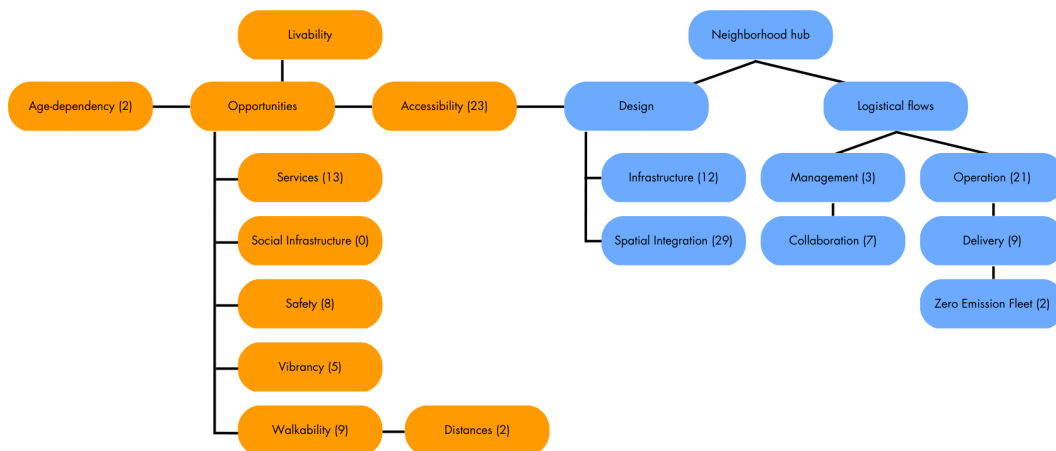 Livability
Neighborhood hub
Age-dependency (2)
Opportunities
Accessibility (23)
Design
Logistical flows
Services (13)
Infrastructure (12)
Management (3)
Operation (21)
Social Infrastructure (0)
Spatial Integration (29)
Collaboration (7)
Delivery (9)
Safety (8)
Zero Emission Fleet (2)
Vibrancy (5)
Walkability (9)
Distances (2)